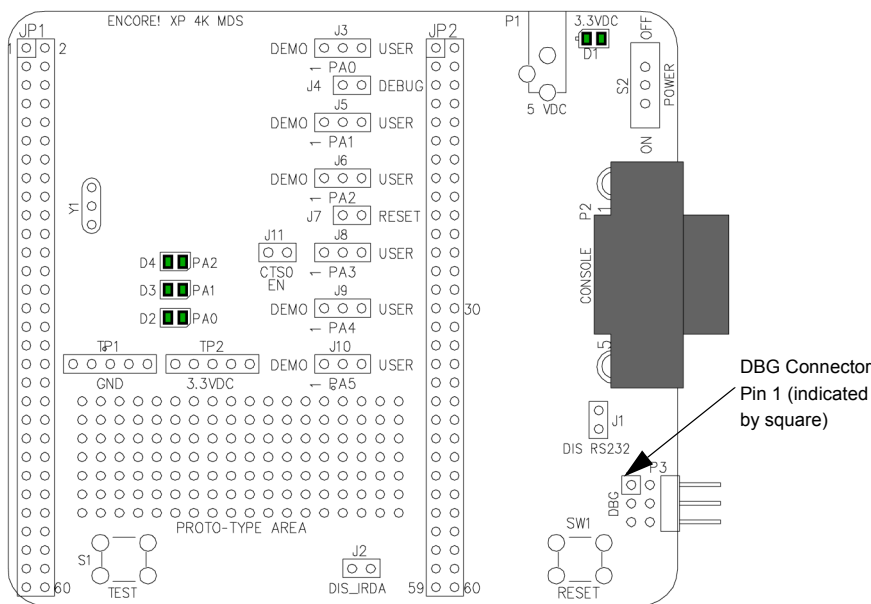 ENCORE! XP 4K MDS
JP1
1 2
J3
DEMO USER
← PA0
J4 DEBUG
J5
DEMO USER
← PA1
J6
DEMO USER
← PA2
J7 RESET
J8
USER
← PA3
J9
DEMO USER
← PA4
J10
DEMO USER
← PA5
J11
CTS0
EN
Y1
D4 PA2
D3 PA1
D2 PA0
TP1
GND
TP2
3.3VDC
JP2
30
P1
5 VDC
3.3VDC
D1
OFF
S2
POWER
ON
P2
1
CONSOLE
5
DBG Connector
Pin 1 (indicated
by square)
J1
DIS RS232
P3
DBG
PROTO-TYPE AREA
S1
TEST
60
J2
DIS_IRDA
59 60
SW1
RESET